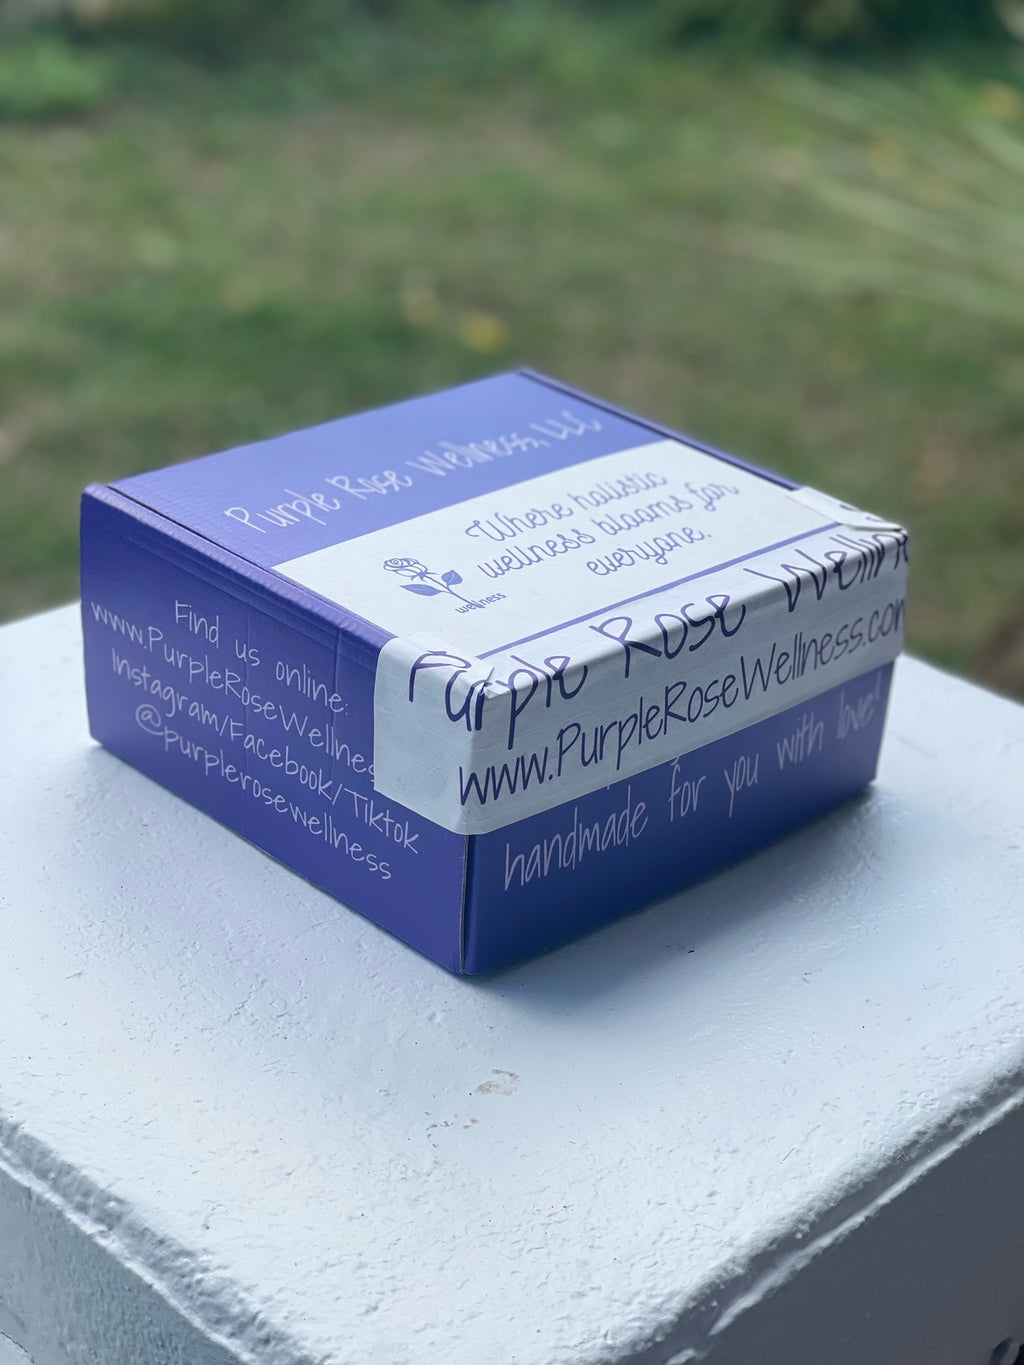 Purple Rose Wellness, LLC
Where holistic
wellness blooms for
everyone.
wellness
Purple Rose Welln
www.PurpleRoseWellness.com
handmade for you with love!
Find us online:
www.PurpleRoseWellness
Instagram/Facebook/Tiktok
@purplerosewellness